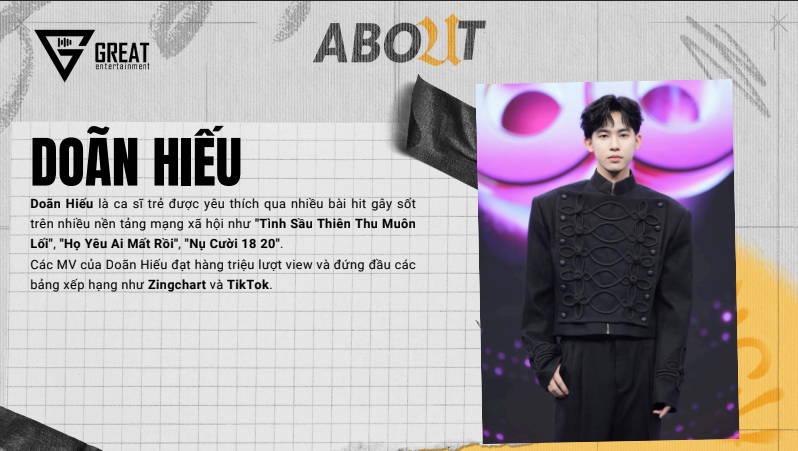 GREAT
entertainment
ABOUT
DOÃN HIẾU
Doãn Hiếu là ca sĩ trẻ được yêu thích qua nhiều bài hit gây sốt
trên nhiều nền tảng mạng xã hội như "Tình Sầu Thiên Thu Muôn
Lối", "Họ Yêu Ai Mất Rồi", "Nụ Cười 18 20".
Các MV của Doãn Hiếu đạt hàng triệu lượt view và đứng đầu các
bảng xếp hạng như Zingchart và TikTok.